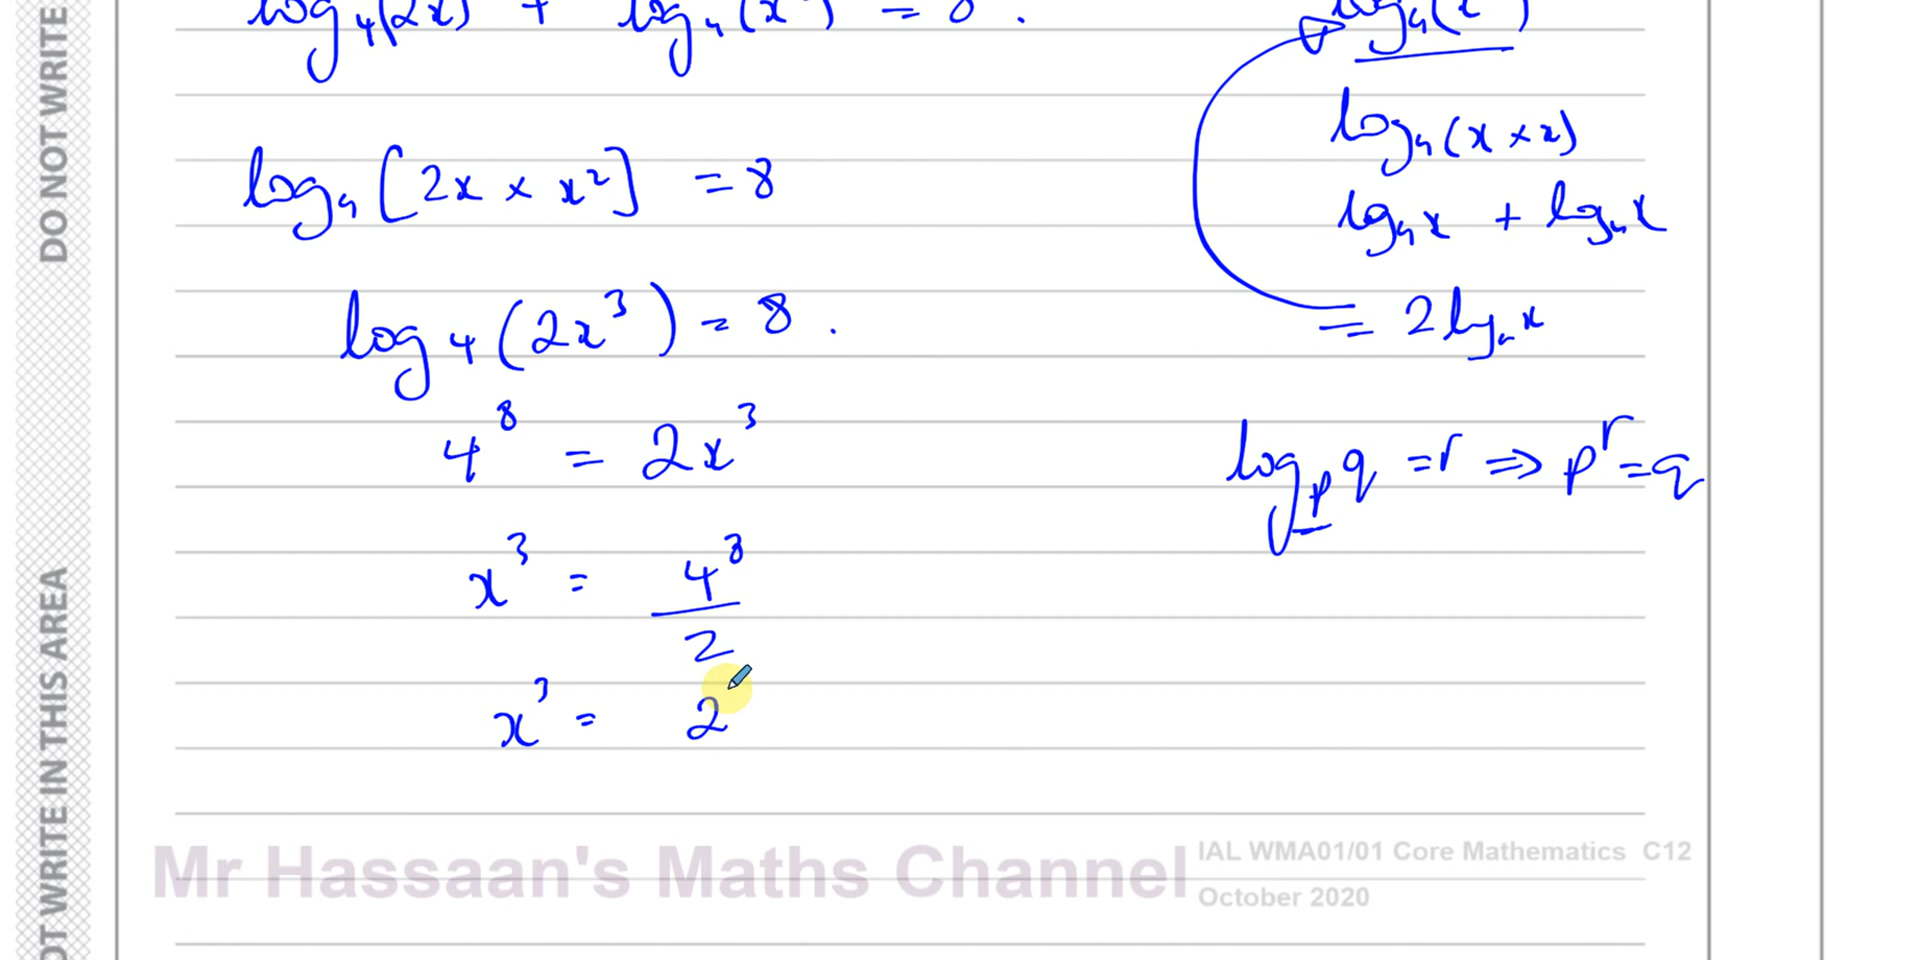 log₄(2x) + log₄(x²) = 8.
log₄[2x × x²] = 8
log₄(2x³) = 8.
4⁸ = 2x³
x³ = 4⁸/2
x³ = 2
log₄(x²)
log₄(x × x)
log₄x + log₄x
= 2log₄x
logₚq = r ⇒ pʳ = q
DO NOT WRITE
OT WRITE IN THIS AREA
Mr Hassaan's Maths Channel
IAL WMA01/01 Core Mathematics C12
October 2020